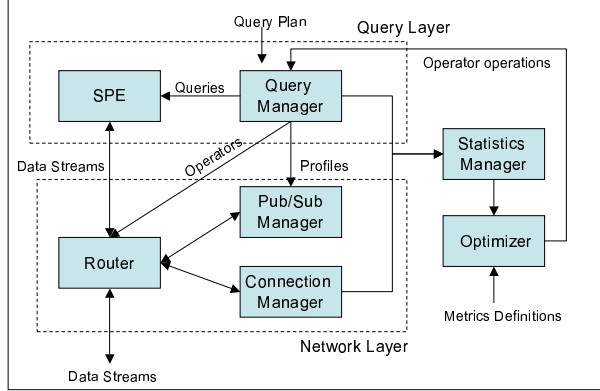 Query Plan
Query Layer
Operator operations
SPE
Queries
Query
Manager
Statistics
Manager
Data Streams
Operators
Profiles
Pub/Sub
Manager
Router
Optimizer
Connection
Manager
Metrics Definitions
Network Layer
Data Streams